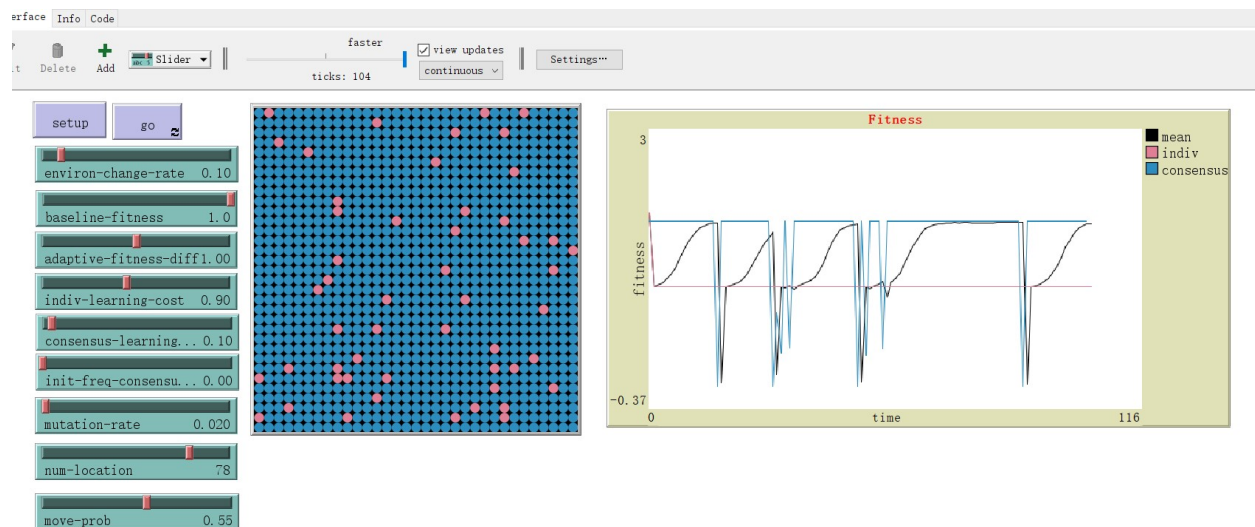 erface Info Code
Delete Add Slider
faster
ticks: 104
view updates
continuous
Settings…
setup
go
environ-change-rate 0.10
baseline-fitness 1.0
adaptive-fitness-diff 1.00
indiv-learning-cost 0.90
consensus-learning... 0.10
init-freq-consensu... 0.00
mutation-rate 0.020
num-location 78
move-prob 0.55
Fitness
3
fitness
-0.37
0
time
116
mean
indiv
consensus